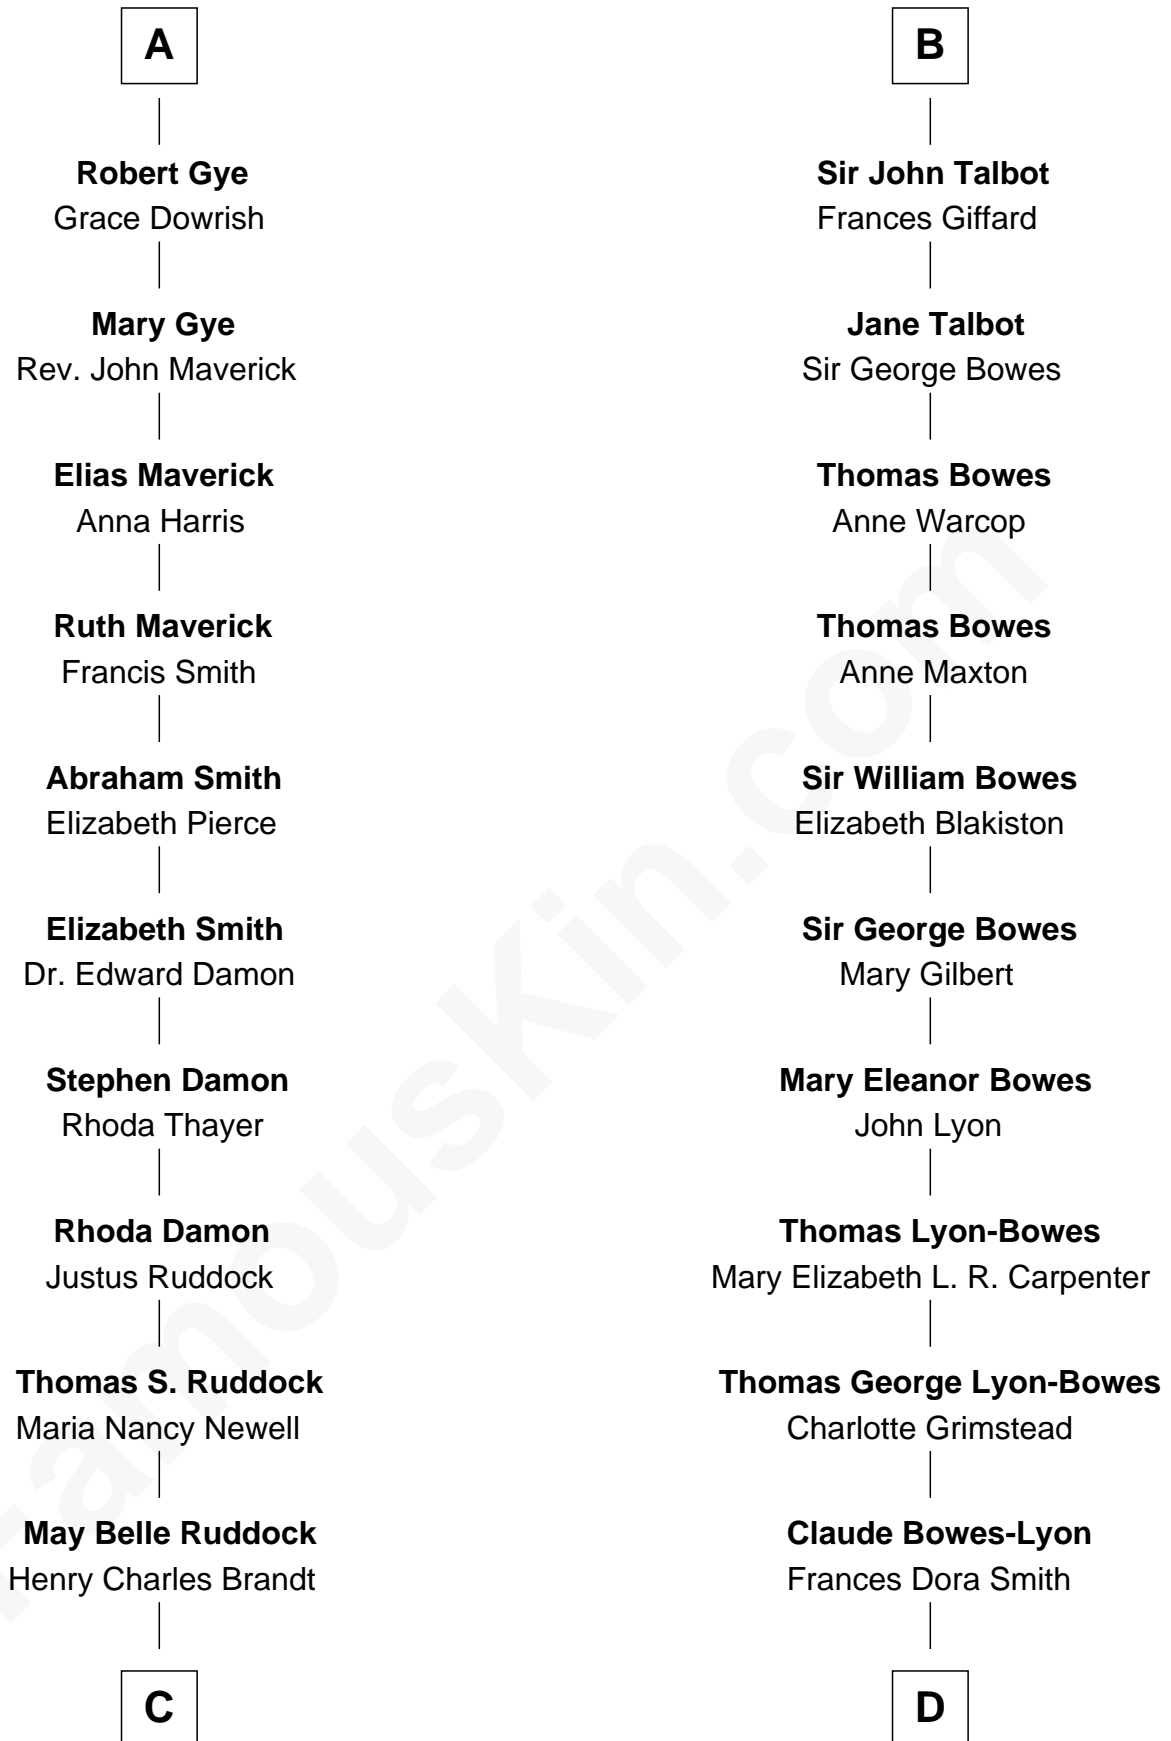 A
Robert Gye
Grace Dowrish
Mary Gye
Rev. John Maverick
Elias Maverick
Anna Harris
Ruth Maverick
Francis Smith
Abraham Smith
Elizabeth Pierce
Elizabeth Smith
Dr. Edward Damon
Stephen Damon
Rhoda Thayer
Rhoda Damon
Justus Ruddock
Thomas S. Ruddock
Maria Nancy Newell
May Belle Ruddock
Henry Charles Brandt
C
B
Sir John Talbot
Frances Giffard
Jane Talbot
Sir George Bowes
Thomas Bowes
Anne Warcop
Thomas Bowes
Anne Maxton
Sir William Bowes
Elizabeth Blakiston
Sir George Bowes
Mary Gilbert
Mary Eleanor Bowes
John Lyon
Thomas Lyon-Bowes
Mary Elizabeth L. R. Carpenter
Thomas George Lyon-Bowes
Charlotte Grimstead
Claude Bowes-Lyon
Frances Dora Smith
D
FamousKin.com